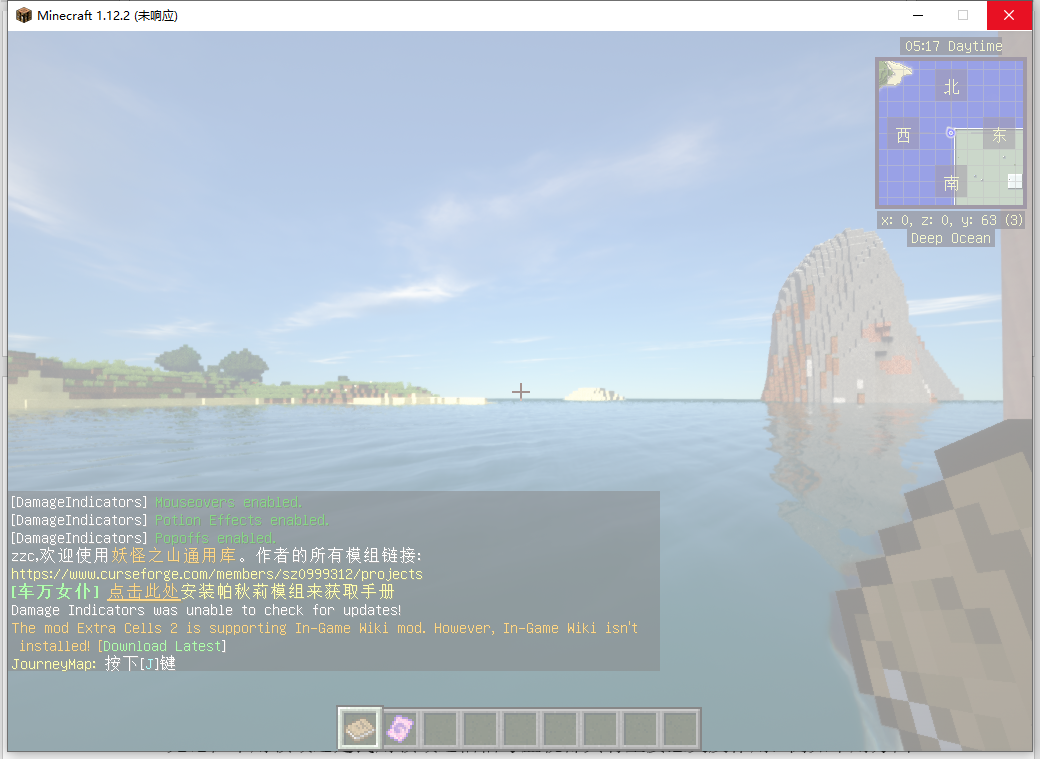 Minecraft 1.12.2 (未响应)
05:17 Daytime
北
西
东
南
x: 0, z: 0, y: 63 (3)
Deep Ocean
[DamageIndicators] Mouseovers enabled.
[DamageIndicators] Potion Effects enabled.
[DamageIndicators] Popoffs enabled.
zzc,欢迎使用妖怪之山通用库。作者的所有模组链接:
https://www.curseforge.com/members/sz0999312/projects
[车万女仆] 点击此处安装帕秋莉模组来获取手册
Damage Indicators was unable to check for updates!
The mod Extra Cells 2 is supporting In-Game Wiki mod. However, In-Game Wiki isn't
installed! [Download Latest]
JourneyMap: 按下[J]键